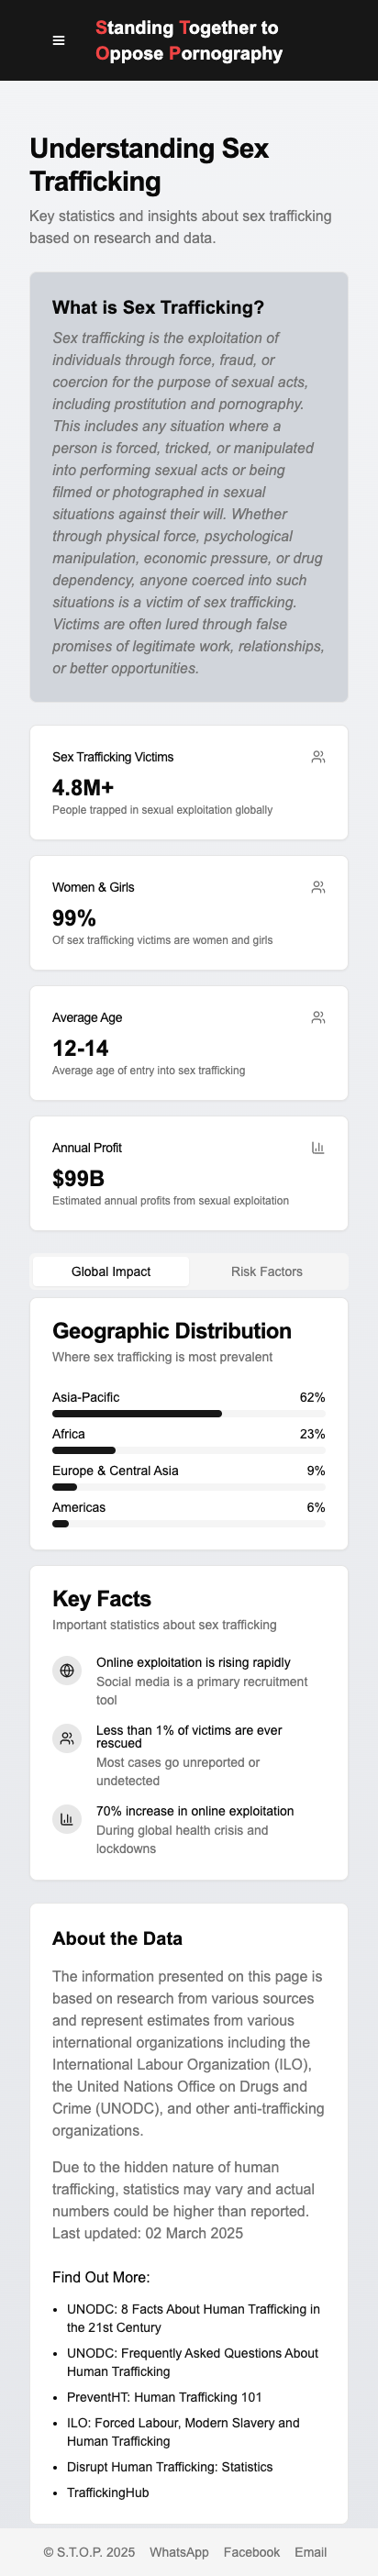 Standing Together to
Oppose Pornography
Understanding Sex
Trafficking
Key statistics and insights about sex trafficking
based on research and data.
What is Sex Trafficking?
Sex trafficking is the exploitation of
individuals through force, fraud, or
coercion for the purpose of sexual acts,
including prostitution and pornography.
This includes any situation where a
person is forced, tricked, or manipulated
into performing sexual acts or being
filmed or photographed in sexual
situations against their will. Whether
through physical force, psychological
manipulation, economic pressure, or drug
dependency, anyone coerced into such
situations is a victim of sex trafficking.
Victims are often lured through false
promises of legitimate work, relationships,
or better opportunities.
Sex Trafficking Victims
4.8M+
People trapped in sexual exploitation globally
Women & Girls
99%
Of sex trafficking victims are women and girls
Average Age
12-14
Average age of entry into sex trafficking
Annual Profit
$99B
Estimated annual profits from sexual exploitation
Global Impact Risk Factors
Geographic Distribution
Where sex trafficking is most prevalent
Asia-Pacific 62%
Africa 23%
Europe & Central Asia 9%
Americas 6%
Key Facts
Important statistics about sex trafficking
Online exploitation is rising rapidly
Social media is a primary recruitment
tool
Less than 1% of victims are ever
rescued
Most cases go unreported or
undetected
70% increase in online exploitation
During global health crisis and
lockdowns
About the Data
The information presented on this page is
based on research from various sources
and represent estimates from various
international organizations including the
International Labour Organization (ILO),
the United Nations Office on Drugs and
Crime (UNODC), and other anti-trafficking
organizations.
Due to the hidden nature of human
trafficking, statistics may vary and actual
numbers could be higher than reported.
Last updated: 02 March 2025
Find Out More:
• UNODC: 8 Facts About Human Trafficking in
the 21st Century
• UNODC: Frequently Asked Questions About
Human Trafficking
• PreventHT: Human Trafficking 101
• ILO: Forced Labour, Modern Slavery and
Human Trafficking
• Disrupt Human Trafficking: Statistics
• TraffickingHub
© S.T.O.P. 2025 WhatsApp Facebook Email